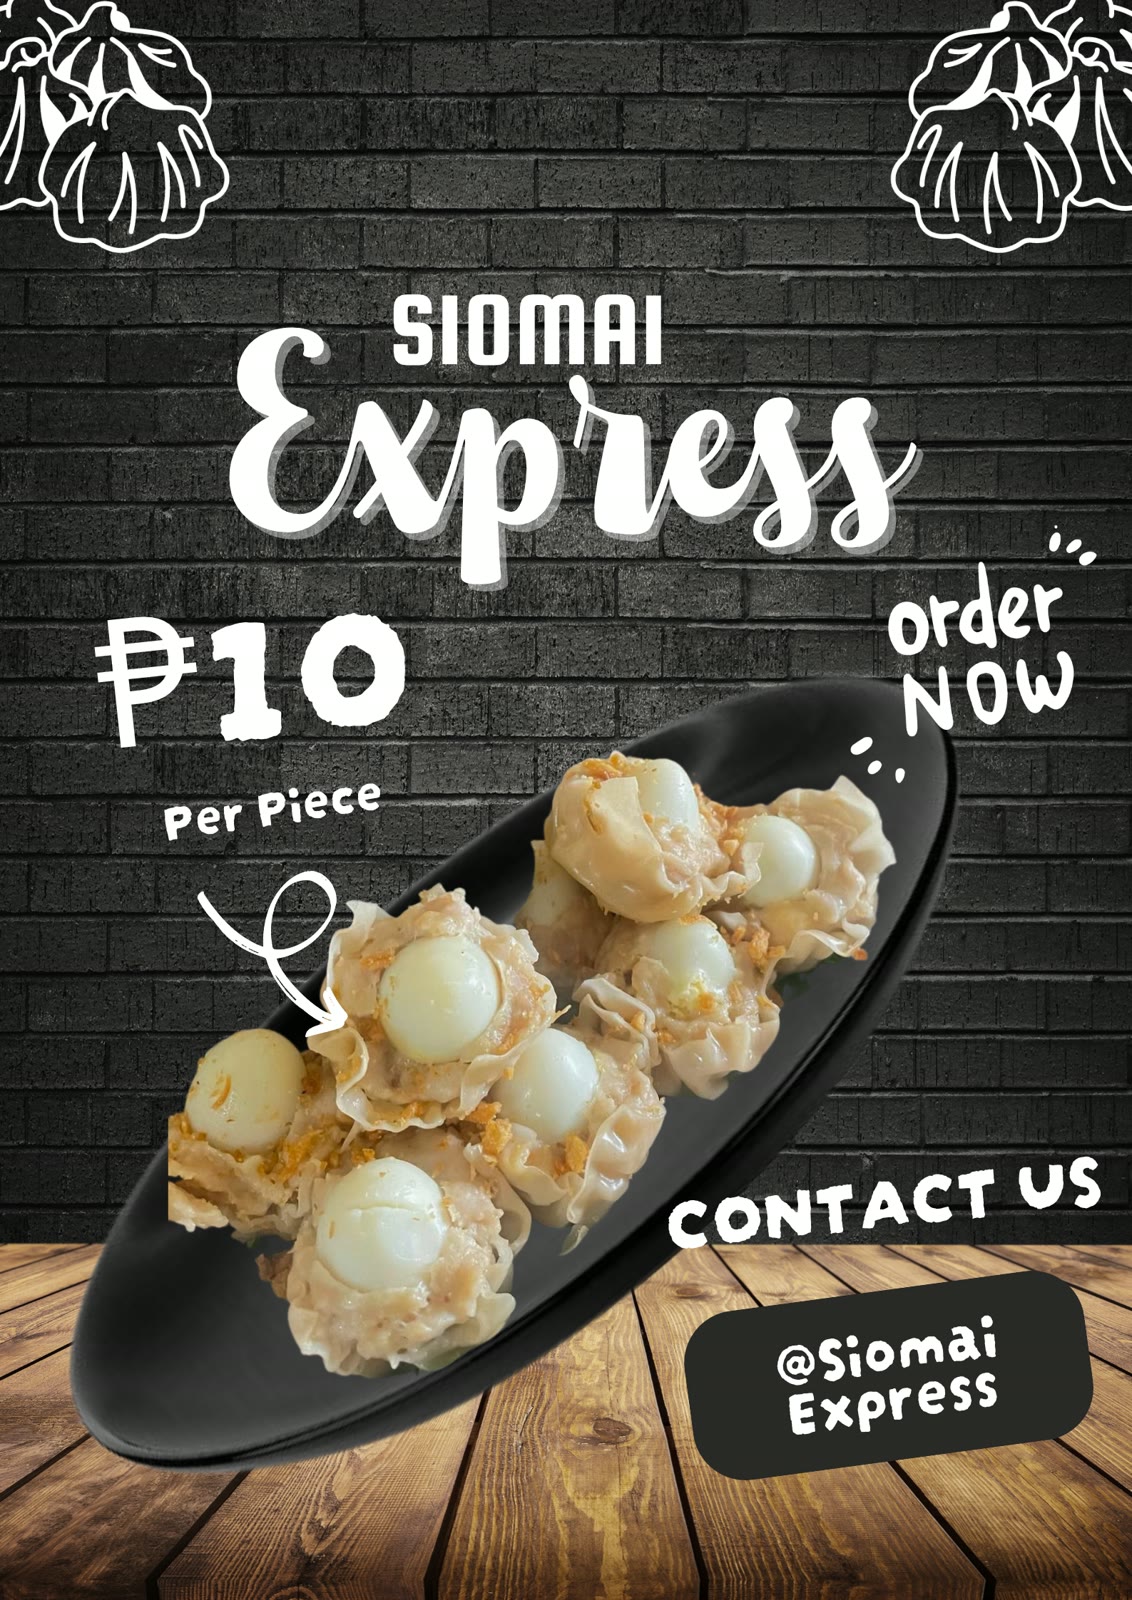 SIOMAI
Express
₱10
Per Piece
order
NOW
CONTACT US
@Siomai
Express